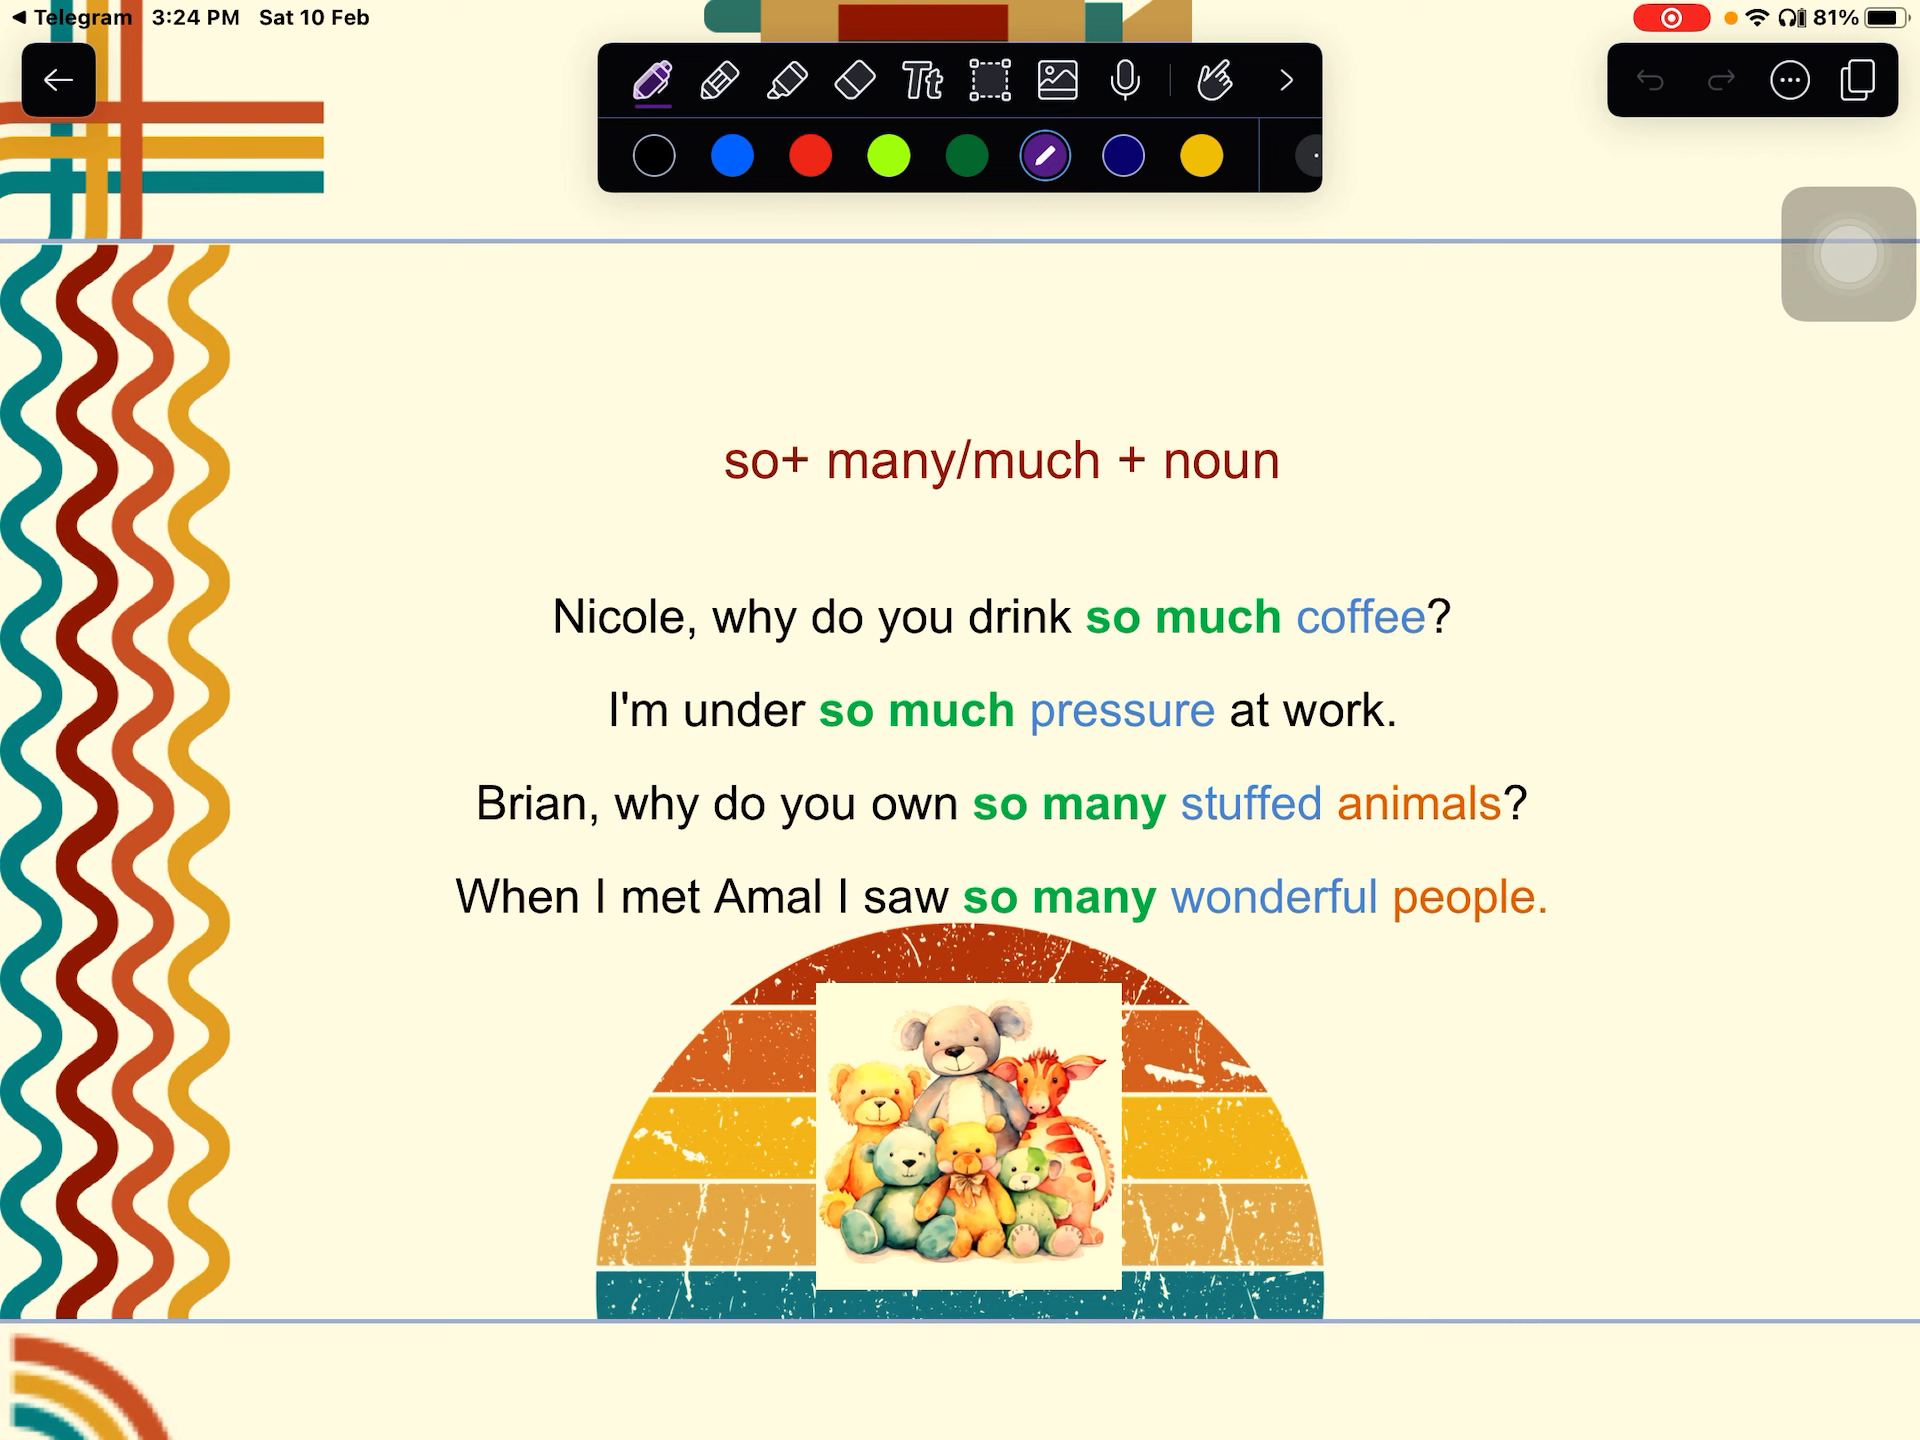 Telegram 3:24 PM Sat 10 Feb
81%
Tt
so+ many/much + noun
Nicole, why do you drink so much coffee?
I'm under so much pressure at work.
Brian, why do you own so many stuffed animals?
When I met Amal I saw so many wonderful people.